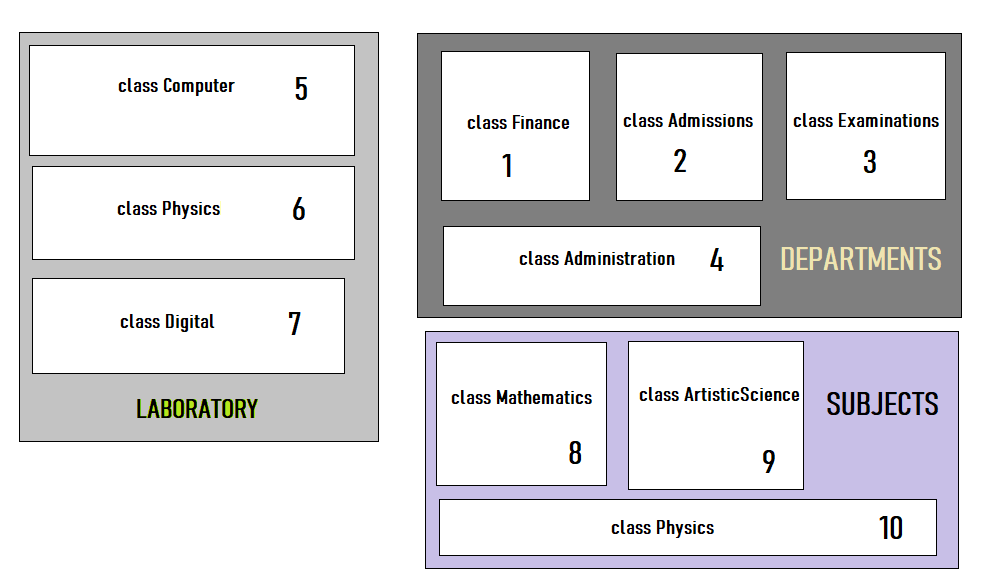 class Computer 5
class Physics 6
class Digital 7
LABORATORY
class Finance
1
class Admissions
2
class Examinations
3
class Administration 4
DEPARTMENTS
class Mathematics
8
class ArtisticScience
9
SUBJECTS
class Physics 10